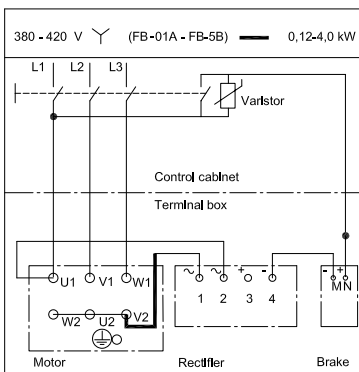 380 - 420 V (FB-01A - FB-5B) 0,12-4,0 kW
L1 L2 L3
Varistor
Control cabinet
Terminal box
U1 V1 W1
~ ~ + -
1 2 3 4
- +
M N
W2 U2 V2
Motor Rectifier Brake